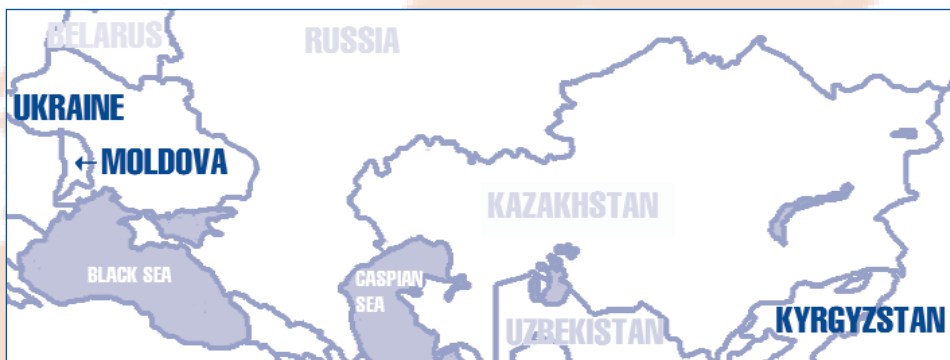 BELARUS
RUSSIA
UKRAINE
MOLDOVA
KAZAKHSTAN
BLACK SEA
CASPIAN
SEA
UZBEKISTAN
KYRGYZSTAN